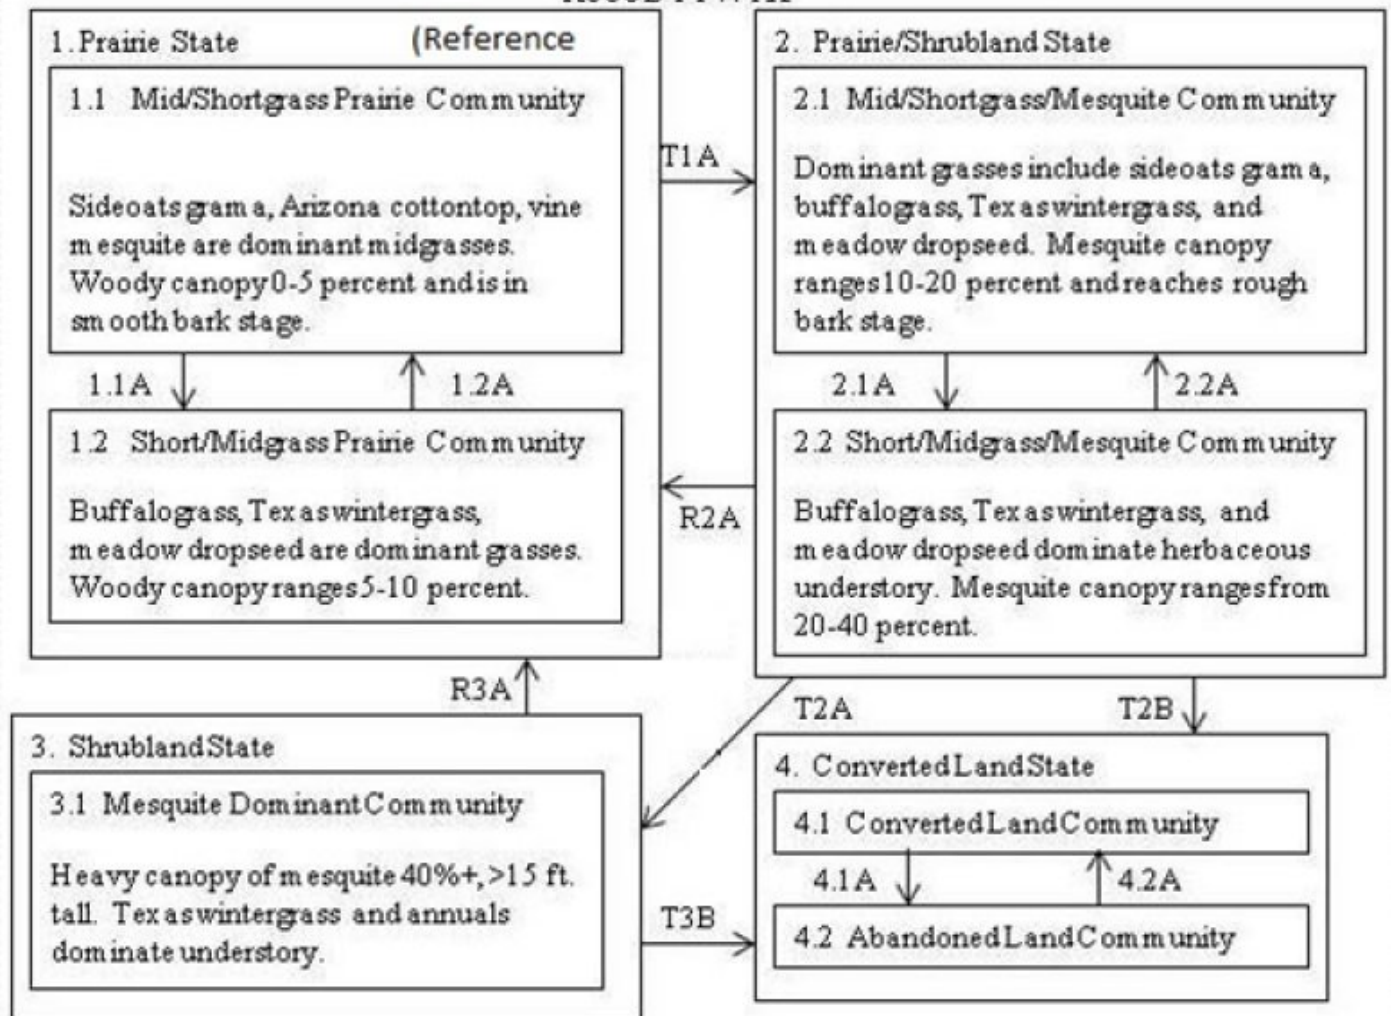 1. Prairie State (Reference
1.1 Mid/Shortgrass Prairie Community
Sideoats grama, Arizona cottontop, vine
mesquite are dominant midgrasses.
Woody canopy 0-5 percent and is in
smooth bark stage.
1.1A
1.2A
1.2 Short/Midgrass Prairie Community
Buffalograss, Texas wintergrass,
meadow dropseed are dominant grasses.
Woody canopy ranges 5-10 percent.
T1A
R2A
2. Prairie/Shrubland State
2.1 Mid/Shortgrass/Mesquite Community
Dominant grasses include sideoats grama,
buffalograss, Texas wintergrass, and
meadow dropseed. Mesquite canopy
ranges 10-20 percent and reaches rough
bark stage.
2.1A
2.2A
2.2 Short/Midgrass/Mesquite Community
Buffalograss, Texas wintergrass, and
meadow dropseed dominate herbaceous
understory. Mesquite canopy ranges from
20-40 percent.
R3A
T2A
T2B
3. Shrubland State
3.1 Mesquite Dominant Community
Heavy canopy of mesquite 40%+, >15 ft.
tall. Texas wintergrass and annuals
dominate understory.
T3B
4. Converted Land State
4.1 Converted Land Community
4.1A
4.2A
4.2 Abandoned Land Community